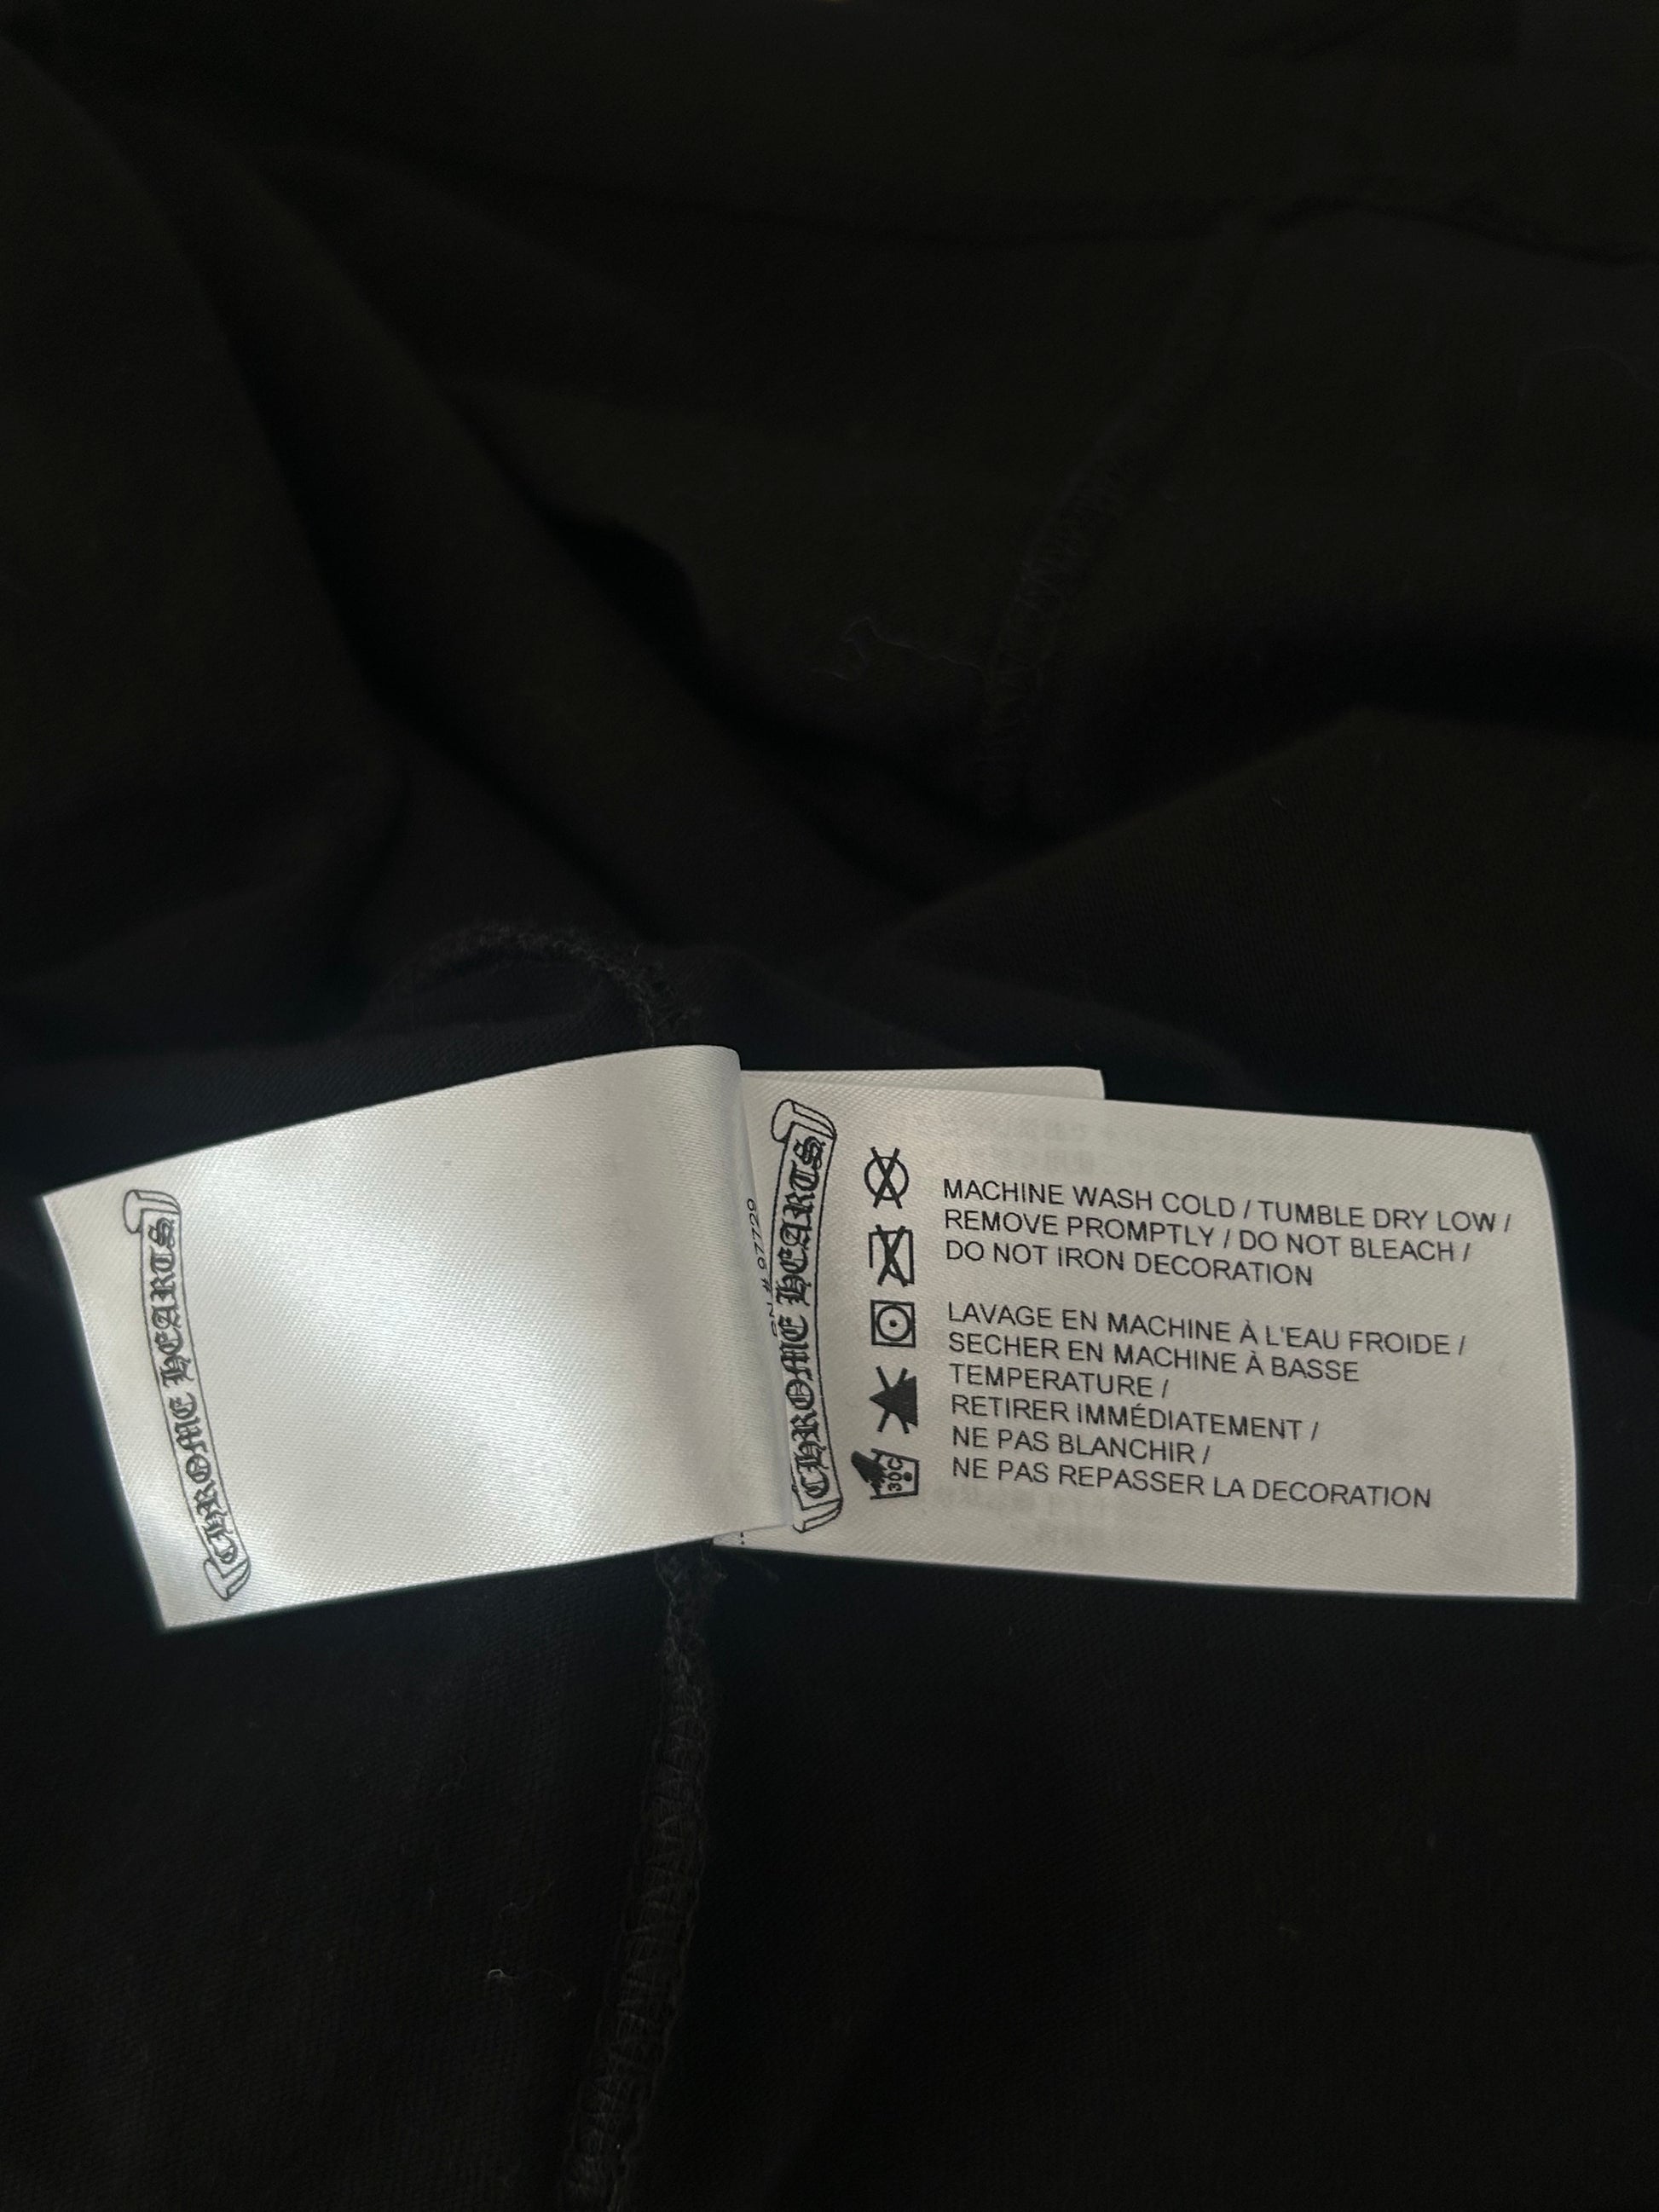 CHROME HEARTS
CHROME HEARTS
MACHINE WASH COLD / TUMBLE DRY LOW /
REMOVE PROMPTLY / DO NOT BLEACH /
DO NOT IRON DECORATION
LAVAGE EN MACHINE À L'EAU FROIDE /
SECHER EN MACHINE À BASSE
TEMPERATURE /
RETIRER IMMÉDIATEMENT /
NE PAS BLANCHIR /
NE PAS REPASSER LA DECORATION
30C